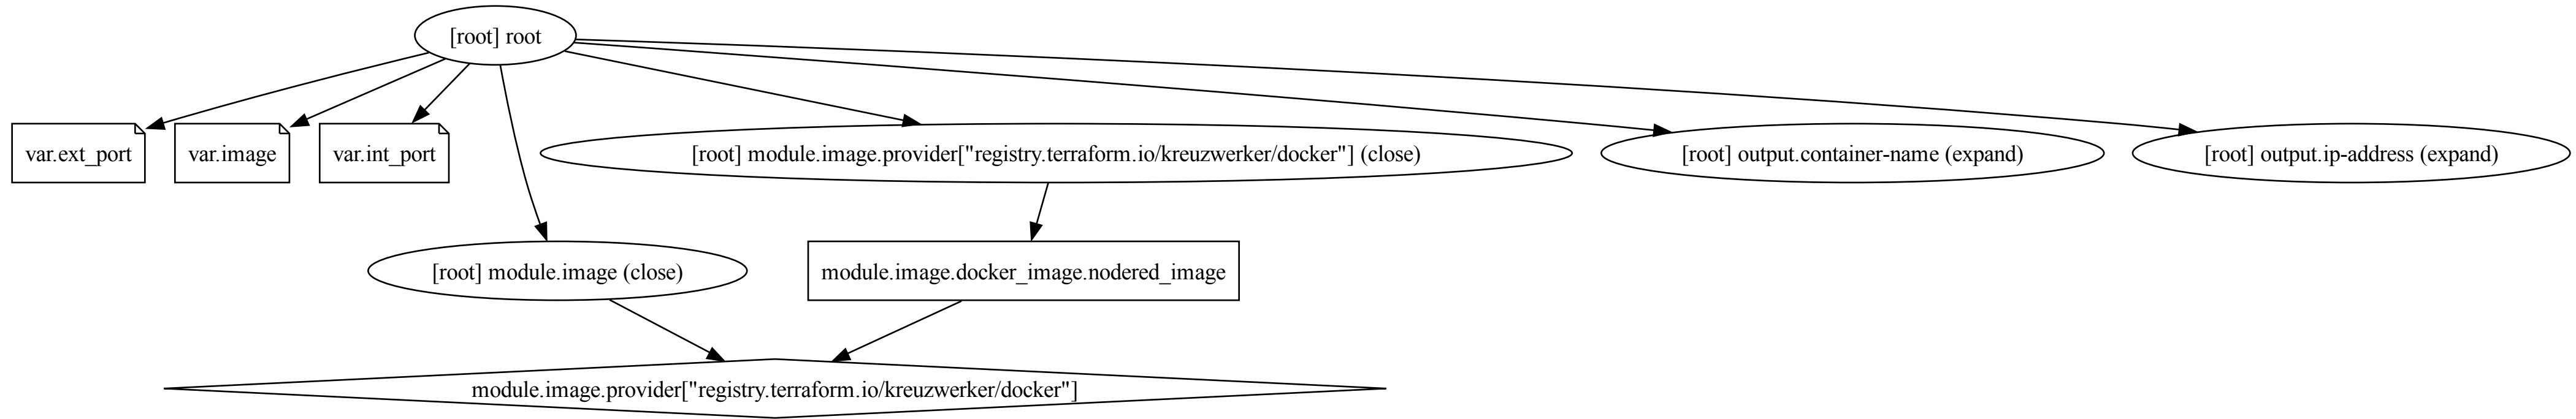 [root] root
var.ext_port
var.image
var.int_port
[root] module.image.provider["registry.terraform.io/kreuzwerker/docker"] (close)
[root] output.container-name (expand)
[root] output.ip-address (expand)
[root] module.image (close)
module.image.docker_image.nodered_image
module.image.provider["registry.terraform.io/kreuzwerker/docker"]